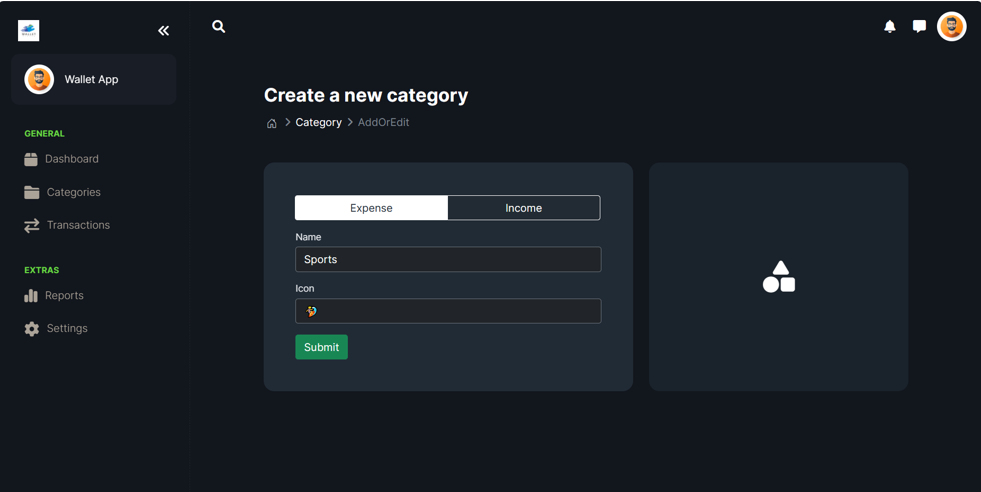 WALLET
Wallet App
GENERAL
Dashboard
Categories
Transactions
EXTRAS
Reports
Settings
Create a new category
Category
AddOrEdit
Expense
Income
Name
Sports
Icon
Submit